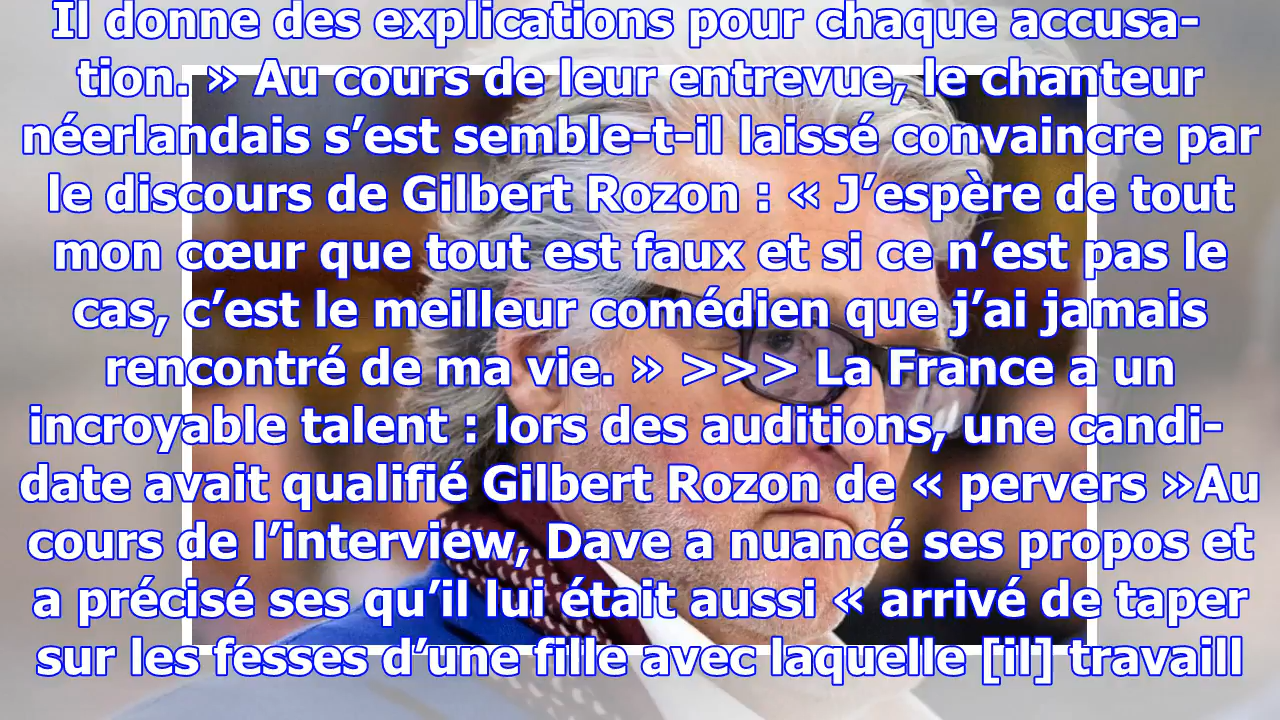 Il donne des explications pour chaque accusa-
tion. » Au cours de leur entrevue, le chanteur
néerlandais s’est semble-t-il laissé convaincre par
le discours de Gilbert Rozon : « J’espère de tout
mon cœur que tout est faux et si ce n’est pas le
cas, c’est le meilleur comédien que j’ai jamais
rencontré de ma vie. » >>> La France a un
incroyable talent : lors des auditions, une candi-
date avait qualifié Gilbert Rozon de « pervers »Au
cours de l’interview, Dave a nuancé ses propos et
a précisé ses qu’il lui était aussi « arrivé de taper
sur les fesses d’une fille avec laquelle [il] travaill